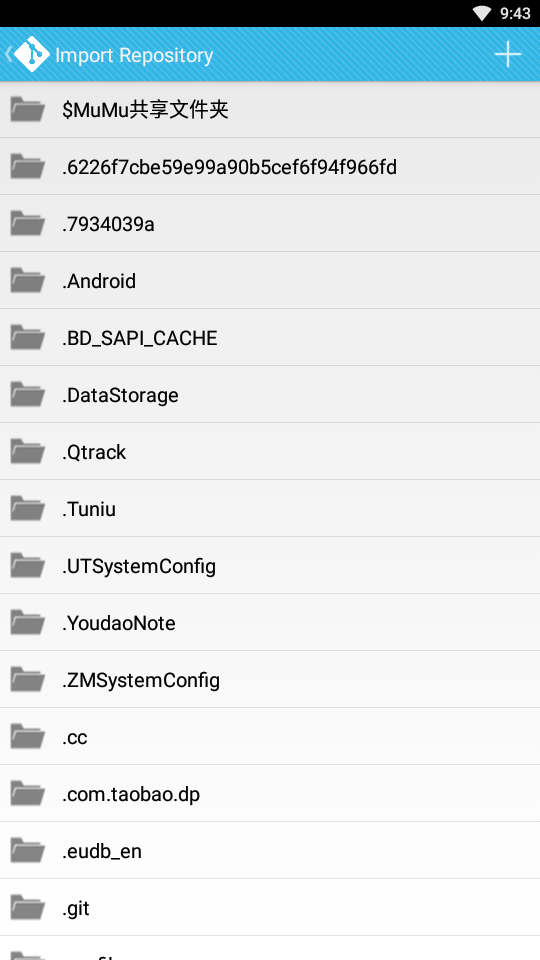 9:43
Import Repository
$MuMu共享文件夹
.6226f7cbe59e99a90b5cef6f94f966fd
.7934039a
.Android
.BD_SAPI_CACHE
.DataStorage
.Qtrack
.Tuniu
.UTSystemConfig
.YoudaoNote
.ZMSystemConfig
.cc
.com.taobao.dp
.eudb_en
.git